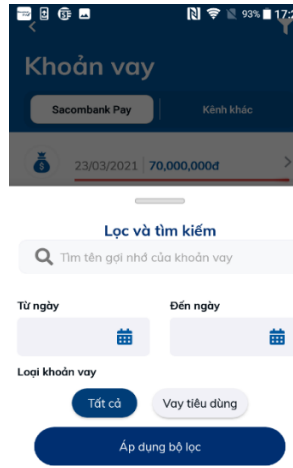 93% 17:2
Khoản vay
Sacombank Pay Kênh khác
23/03/2021 70,000,000đ
Lọc và tìm kiếm
Tìm tên gợi nhớ của khoản vay
Từ ngày Đến ngày
Loại khoản vay
Tất cả Vay tiêu dùng
Áp dụng bộ lọc